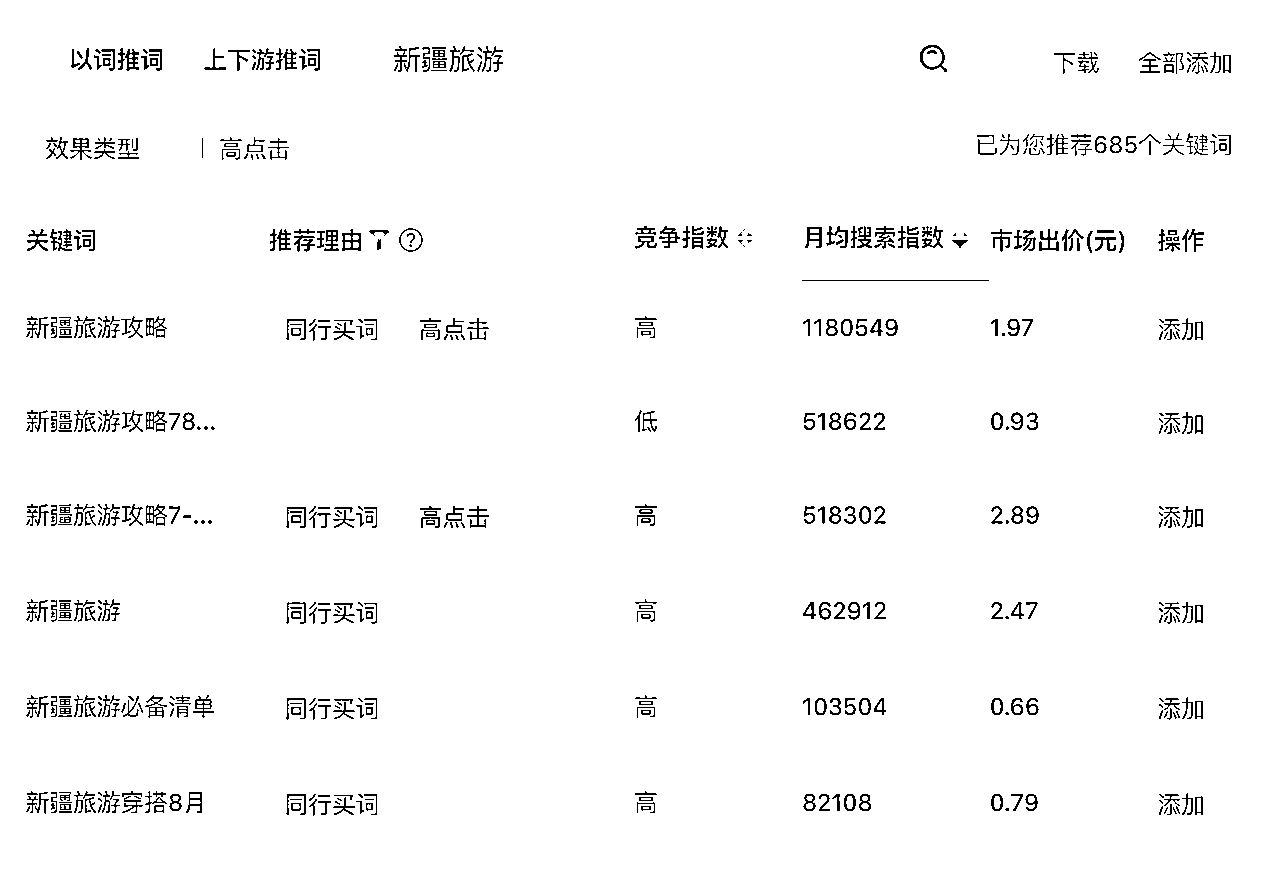 以词推词 上下游推词 新疆旅游 下载 全部添加
效果类型 | 高点击 已为您推荐685个关键词
关键词 推荐理由 ? 竞争指数 月均搜索指数 市场出价(元) 操作
新疆旅游攻略 同行买词 高点击 高 1180549 1.97 添加
新疆旅游攻略78... 低 518622 0.93 添加
新疆旅游攻略7-... 同行买词 高点击 高 518302 2.89 添加
新疆旅游 同行买词 高 462912 2.47 添加
新疆旅游必备清单 同行买词 高 103504 0.66 添加
新疆旅游穿搭8月 同行买词 高 82108 0.79 添加